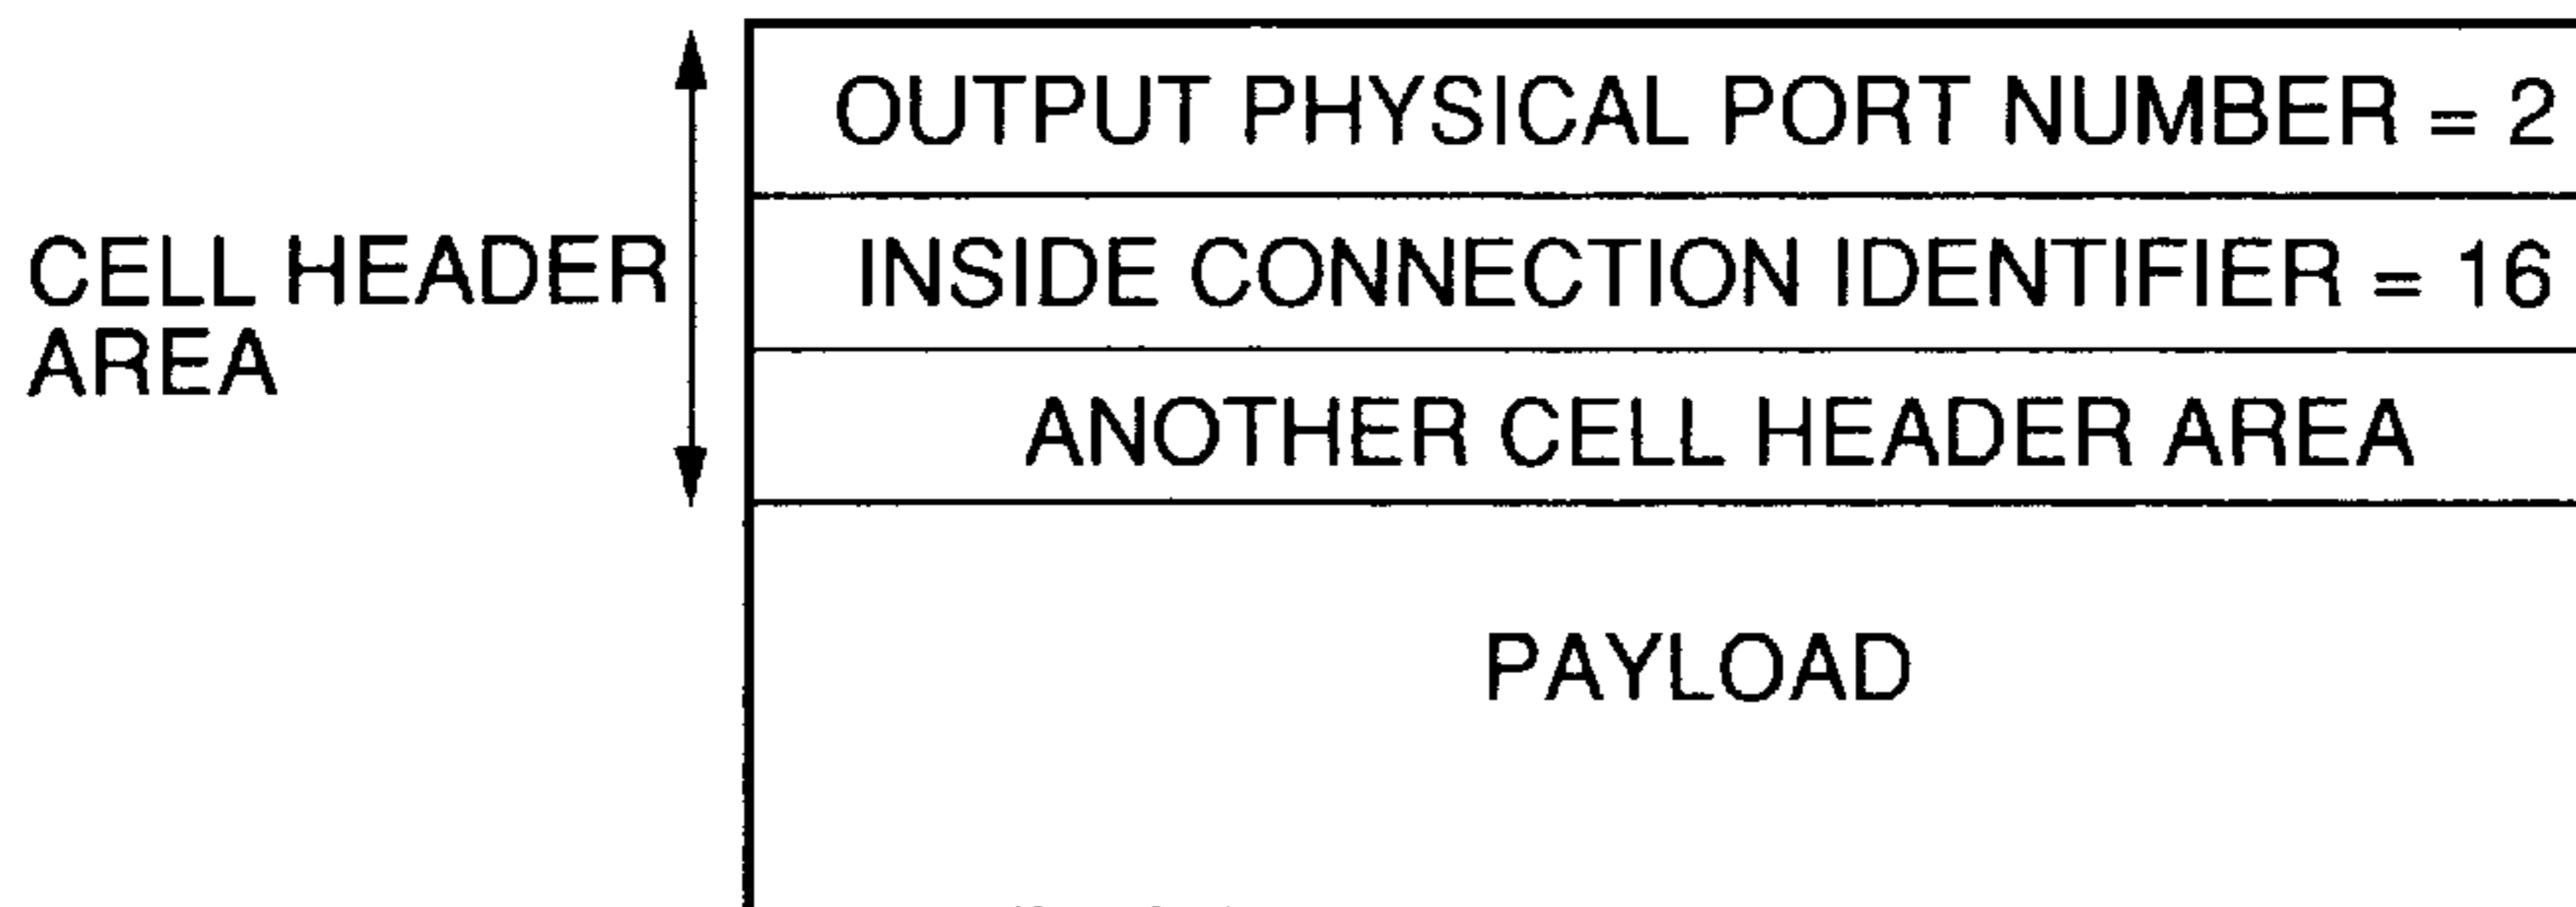 OUTPUT PHYSICAL PORT NUMBER = 2
INSIDE CONNECTION IDENTIFIER = 16
CELL HEADER
AREA
ANOTHER CELL HEADER AREA
PAYLOAD